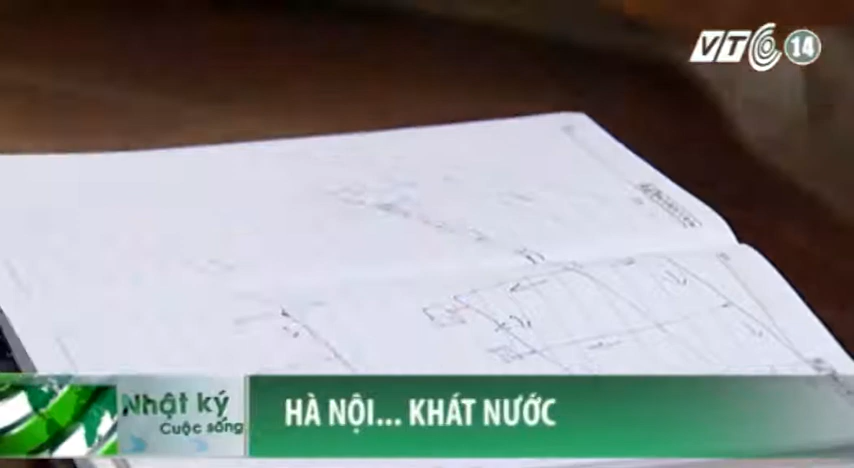 VTC 14
Nhật ký
Cuộc sống
HÀ NỘI... KHÁT NƯỚC